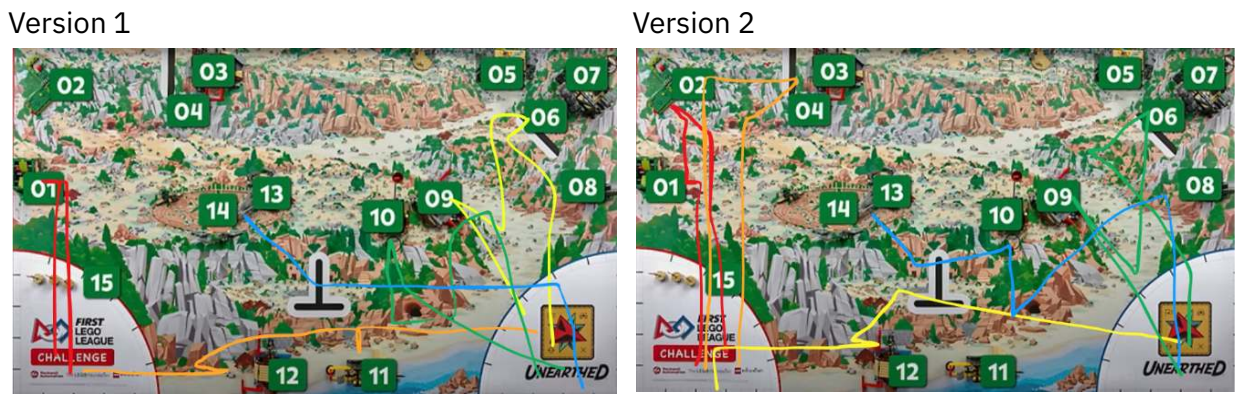 Version 1
02
03
04
05
07
06
01
13
14
09
10
08
15
FIRST
LEGO
LEAGUE
CHALLENGE
12
11
UNEARTHED
Version 2
02
03
04
05
07
06
01
13
14
09
10
08
15
FIRST
LEGO
LEAGUE
CHALLENGE
12
11
UNEARTHED